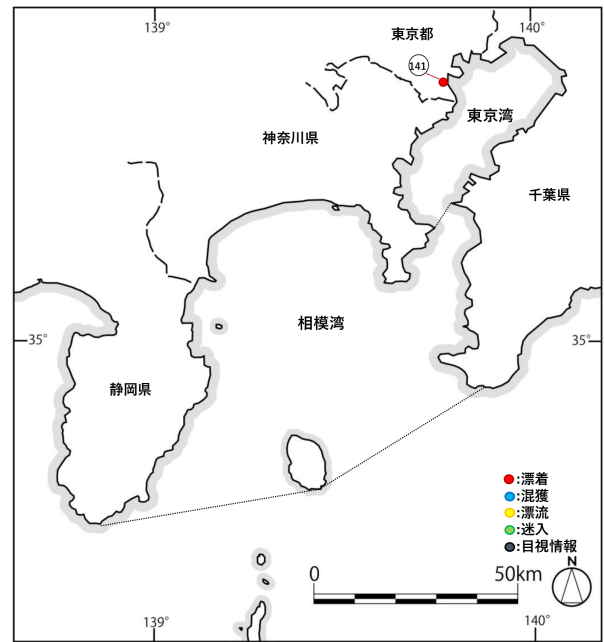 139°
140°
東京都
141
東京湾
神奈川県
千葉県
相模湾
35°
35°
静岡県
:漂着
:混獲
:漂流
:迷入
:目視情報
N
0
50km
139°
140°